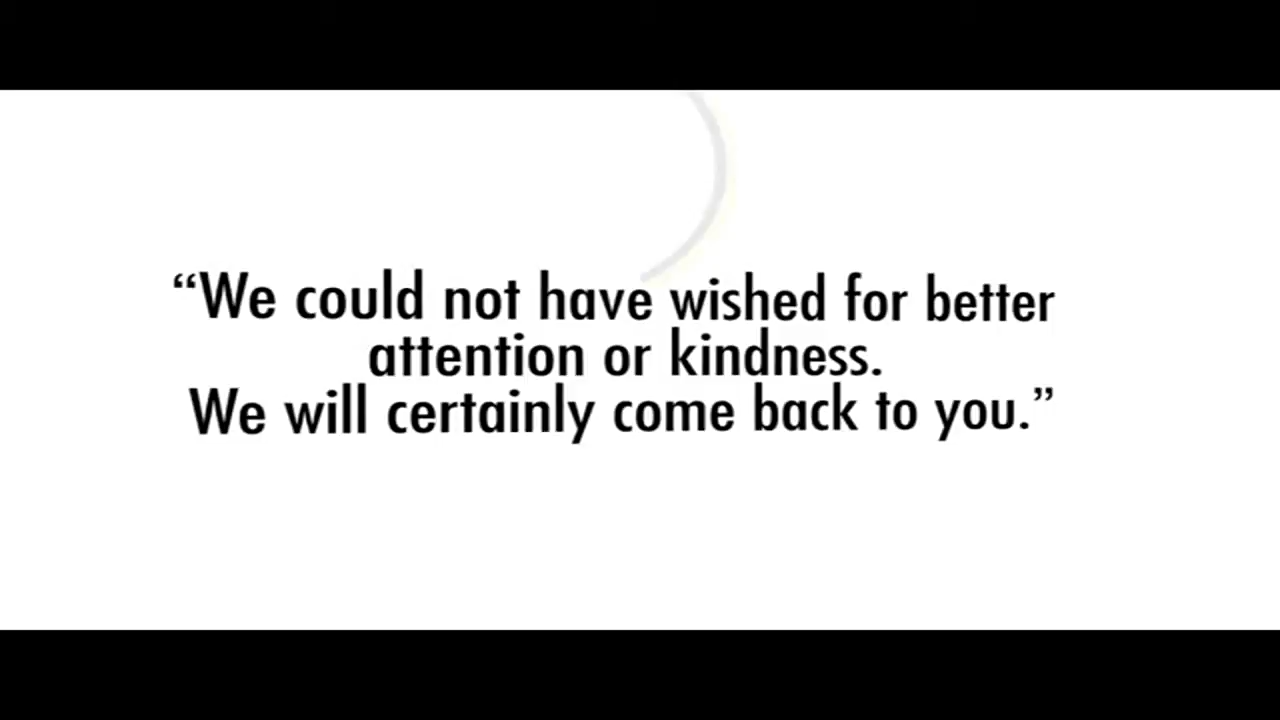 “We could not have wished for better
attention or kindness.
We will certainly come back to you.”